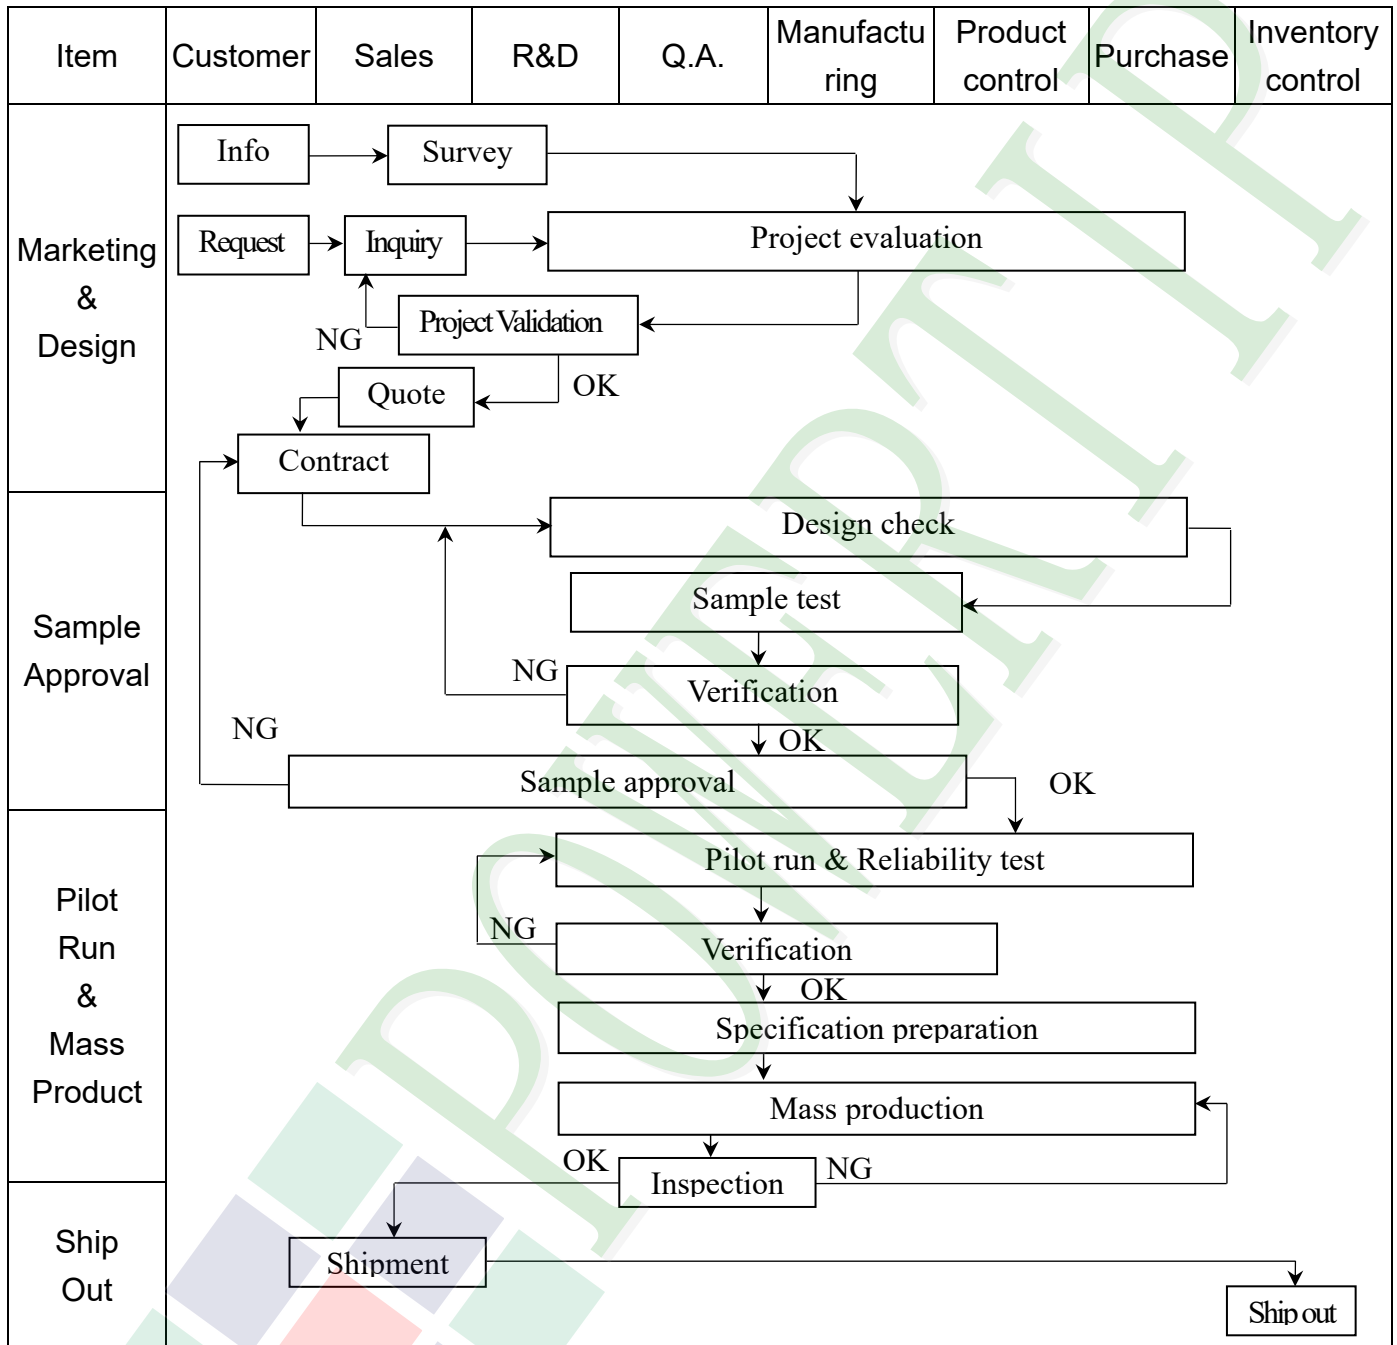 Item
Customer
Sales
R&D
Q.A.
Manufactu
ring
Product
control
Purchase
Inventory
control
Marketing
&
Design
Info
Survey
Request
Inquiry
Project evaluation
Project Validation
NG
OK
Quote
Contract
Sample
Approval
Design check
Sample test
NG
Verification
NG
OK
Sample approval
OK
Pilot
Run
&
Mass
Product
Pilot run & Reliability test
NG
Verification
OK
Specification preparation
Mass production
OK
Inspection
NG
Ship
Out
Shipment
Ship out
POWERTIP